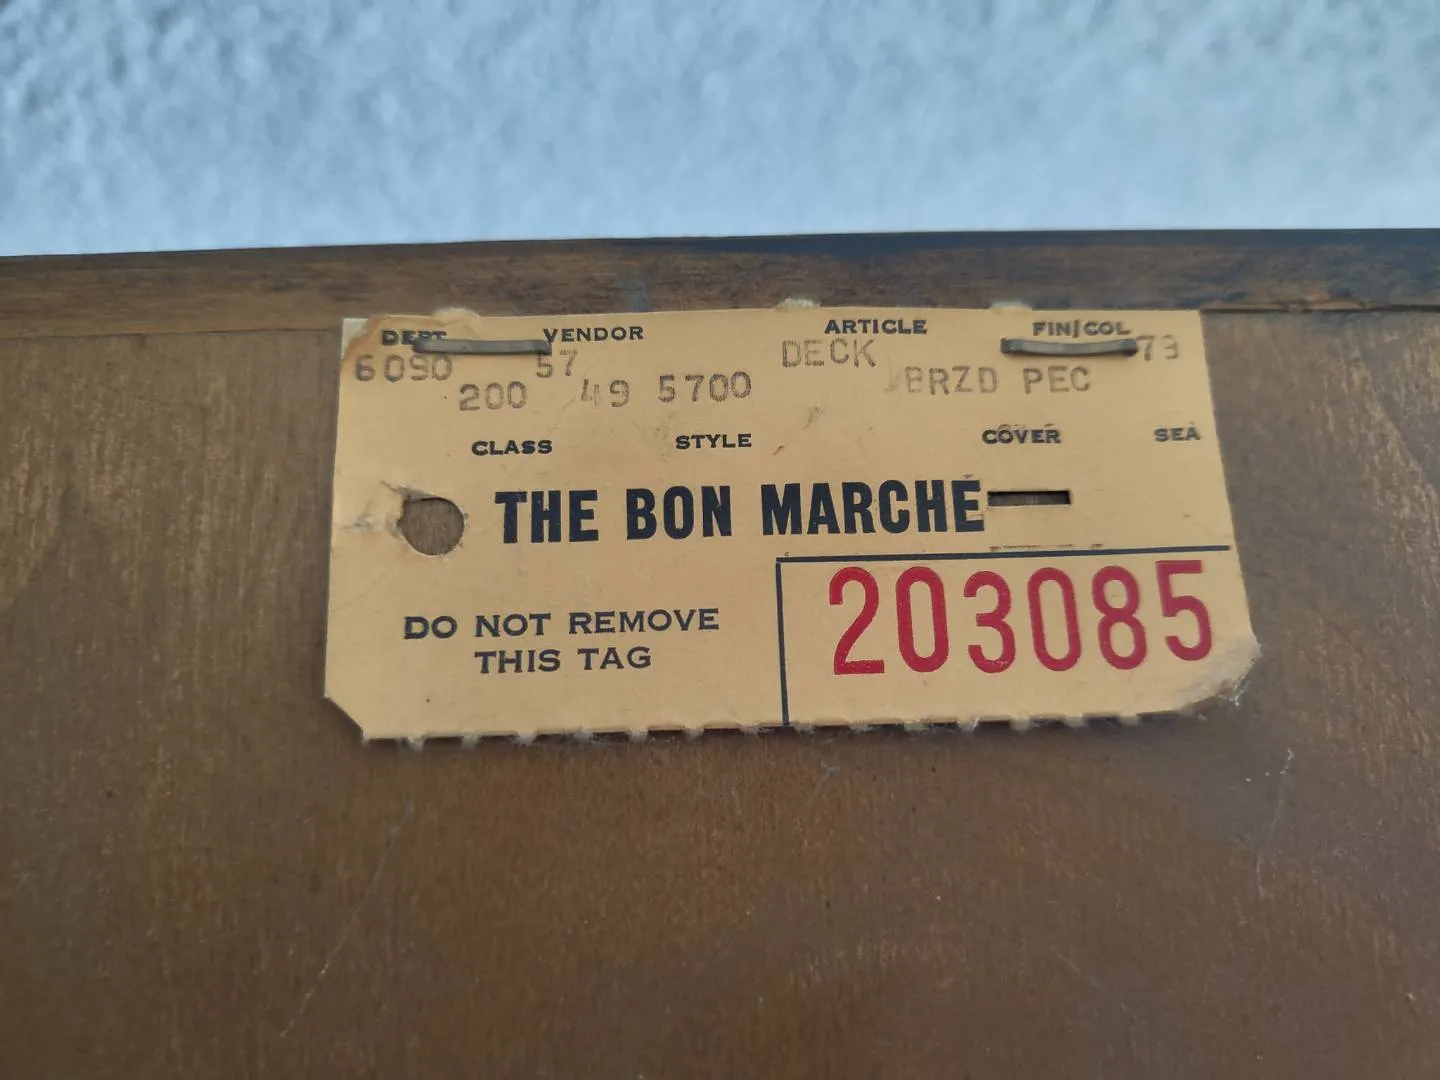 DEPT VENDOR ARTICLE FIN/COL
6090 57 DECK 73
200 49 5700 BRZD PEC
CLASS STYLE COVER SEA
THE BON MARCHE
203085
DO NOT REMOVE
THIS TAG